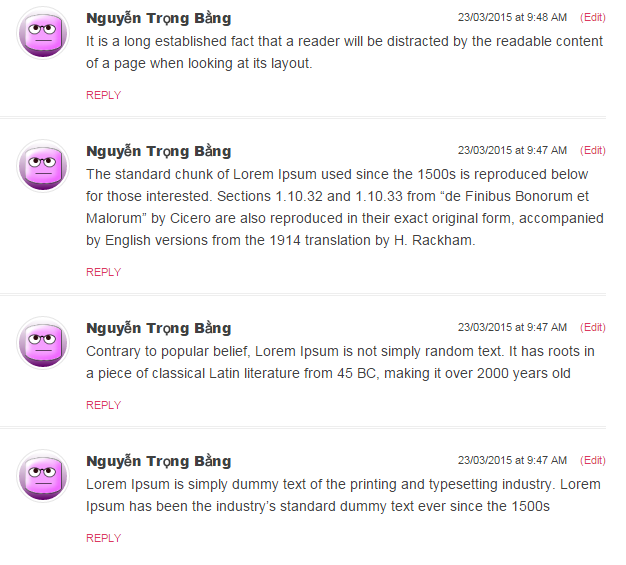 Nguyễn Trọng Bằng 23/03/2015 at 9:48 AM (Edit)
It is a long established fact that a reader will be distracted by the readable content
of a page when looking at its layout.
REPLY
Nguyễn Trọng Bằng 23/03/2015 at 9:47 AM (Edit)
The standard chunk of Lorem Ipsum used since the 1500s is reproduced below
for those interested. Sections 1.10.32 and 1.10.33 from “de Finibus Bonorum et
Malorum” by Cicero are also reproduced in their exact original form, accompanied
by English versions from the 1914 translation by H. Rackham.
REPLY
Nguyễn Trọng Bằng 23/03/2015 at 9:47 AM (Edit)
Contrary to popular belief, Lorem Ipsum is not simply random text. It has roots in
a piece of classical Latin literature from 45 BC, making it over 2000 years old
REPLY
Nguyễn Trọng Bằng 23/03/2015 at 9:47 AM (Edit)
Lorem Ipsum is simply dummy text of the printing and typesetting industry. Lorem
Ipsum has been the industry’s standard dummy text ever since the 1500s
REPLY